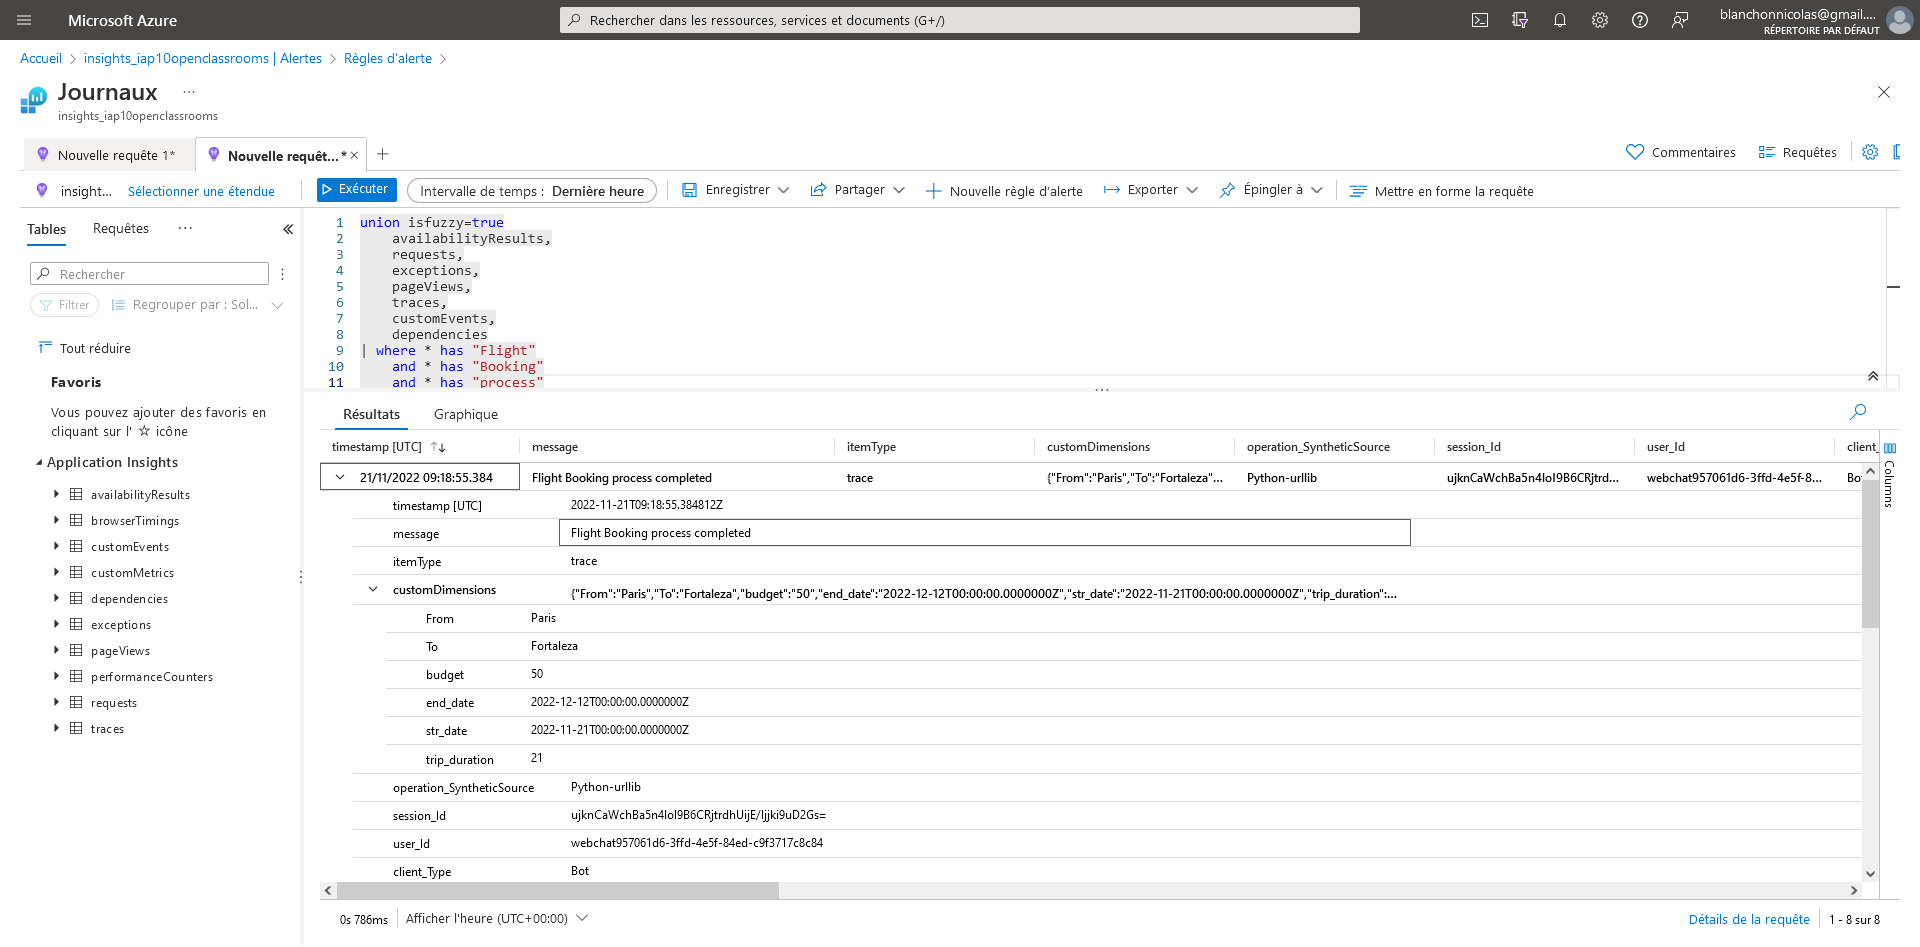 Microsoft Azure
Rechercher dans les ressources, services et documents (G+/)
blanchonnicolas@gmail....
RÉPERTOIRE PAR DÉFAUT
Accueil
insights_iap10openclassrooms | Alertes
Règles d'alerte
Journaux
...
insights_iap10openclassrooms
Nouvelle requête 1*
Nouvelle requêt...*
Commentaires
Requêtes
insight...
Sélectionner une étendue
Exécuter
Intervalle de temps : Dernière heure
Enregistrer
Partager
Nouvelle règle d'alerte
Exporter
Épingler à
Mettre en forme la requête
Tables
Requêtes
...
Rechercher
Filtrer
Regrouper par : Sol...
Tout réduire
Favoris
Vous pouvez ajouter des favoris en
cliquant sur l' ☆ icône
Application Insights
availabilityResults
browserTimings
customEvents
customMetrics
dependencies
exceptions
pageViews
performanceCounters
requests
traces
1 union isfuzzy=true
2 availabilityResults,
3 requests,
4 exceptions,
5 pageViews,
6 traces,
7 customEvents,
8 dependencies
9 | where * has "Flight"
10 and * has "Booking"
11 and * has "process"
Résultats
Graphique
timestamp [UTC]
message
itemType
customDimensions
operation_SyntheticSource
session_Id
user_Id
client_
Columns
21/11/2022 09:18:55.384
Flight Booking process completed
trace
{"From":"Paris","To":"Fortaleza"...
Python-urllib
ujknCaWchBa5n4lol9B6CRjtrd...
webchat957061d6-3ffd-4e5f-8...
Bo
timestamp [UTC] 2022-11-21T09:18:55.384812Z
message Flight Booking process completed
itemType trace
customDimensions {"From":"Paris","To":"Fortaleza","budget":"50","end_date":"2022-12-12T00:00:00.0000000Z","str_date":"2022-11-21T00:00:00.0000000Z","trip_duration":...
From Paris
To Fortaleza
budget 50
end_date 2022-12-12T00:00:00.0000000Z
str_date 2022-11-21T00:00:00.0000000Z
trip_duration 21
operation_SyntheticSource Python-urllib
session_Id ujknCaWchBa5n4lol9B6CRjtrdhUijE/ljjki9uD2Gs=
user_Id webchat957061d6-3ffd-4e5f-84ed-c9f3717c8c84
client_Type Bot
0s 786ms
Afficher l'heure (UTC+00:00)
Détails de la requête
1 - 8 sur 8